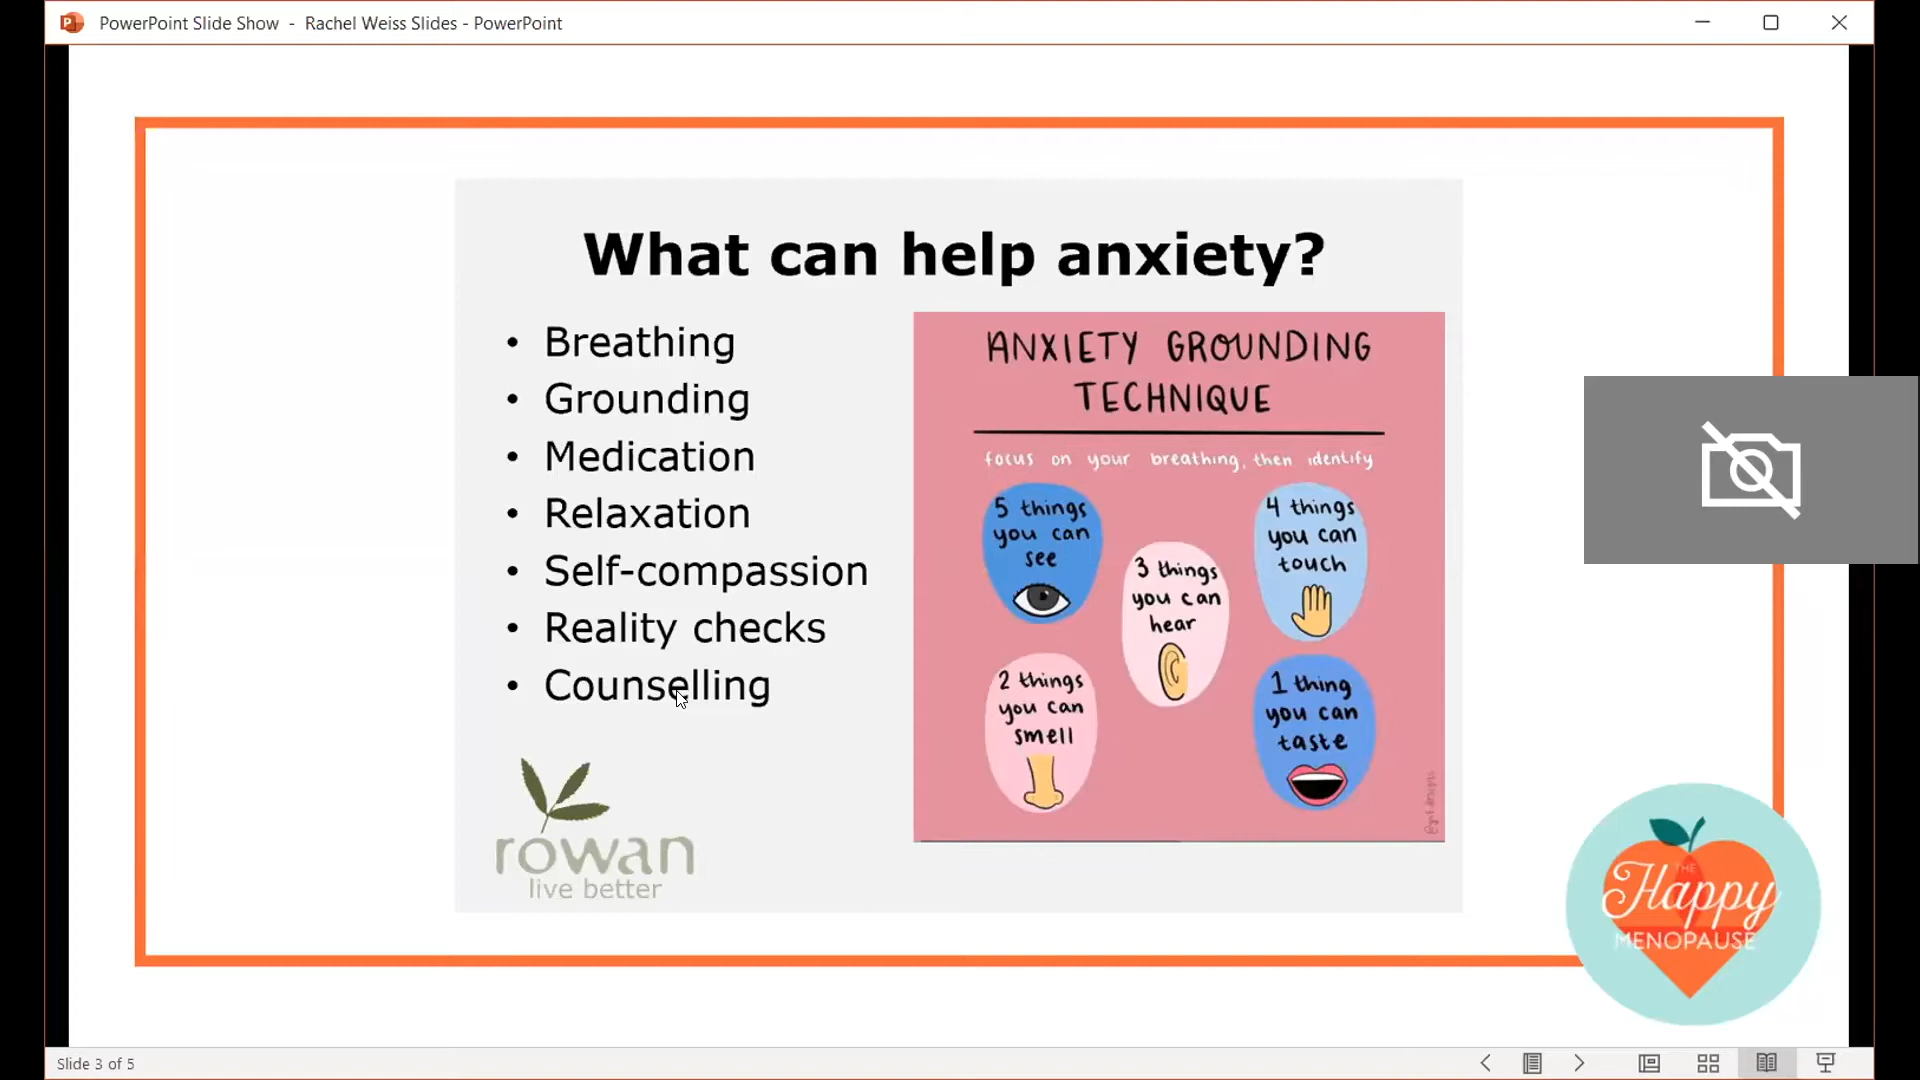 PowerPoint Slide Show - Rachel Weiss Slides - PowerPoint
What can help anxiety?
• Breathing
• Grounding
• Medication
• Relaxation
• Self-compassion
• Reality checks
• Counselling
rowan
live better
ANXIETY GROUNDING
TECHNIQUE
focus on your breathing, then identify
5 things
you can
see
4 things
you can
touch
3 things
you can
hear
2 things
you can
smell
1 thing
you can
taste
THE
Happy
MENOPAUSE
Slide 3 of 5